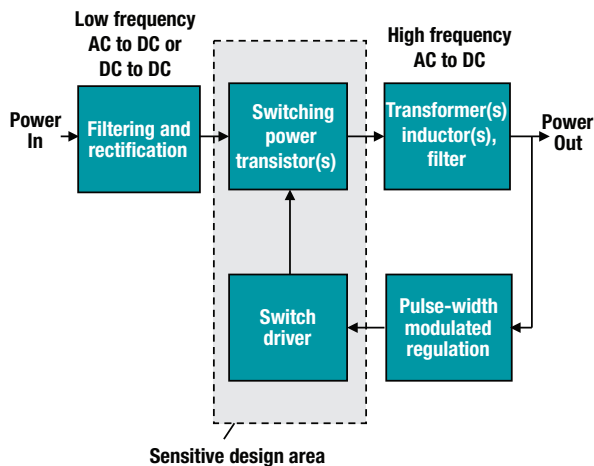 Low frequency
AC to DC or
DC to DC
High frequency
AC to DC
Power
In
Filtering and
rectification
Switching
power
transistor(s)
Transformer(s)
inductor(s),
filter
Power
Out
Switch
driver
Pulse-width
modulated
regulation
Sensitive design area